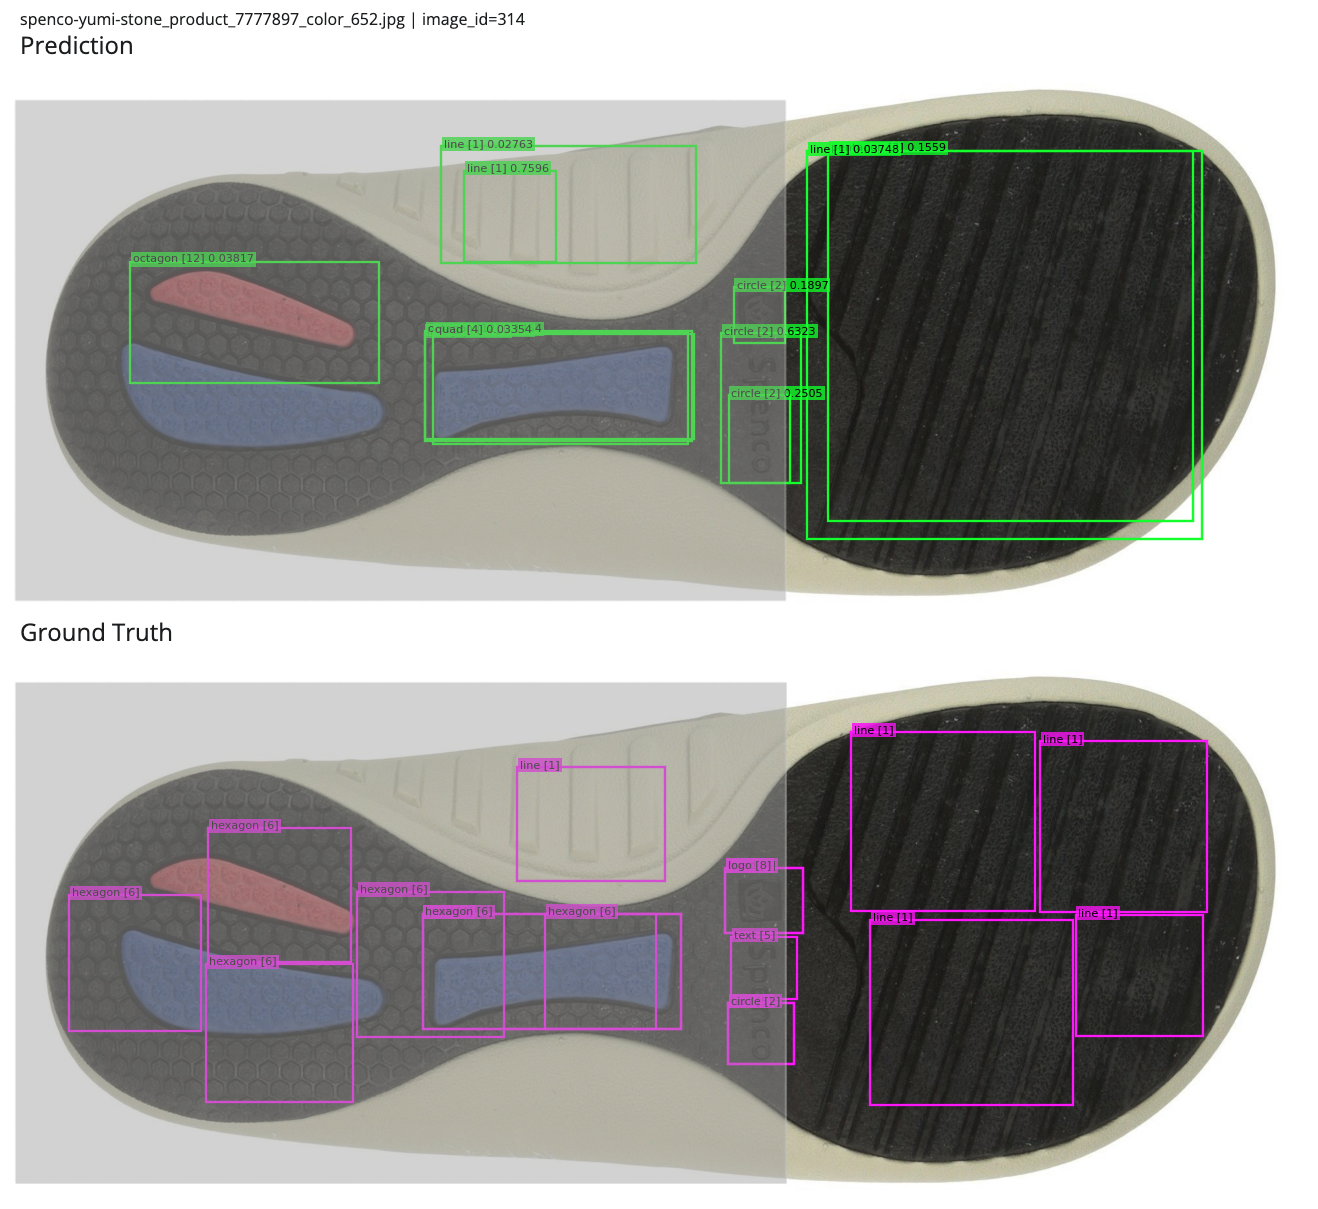 spenco-yumi-stone_product_7777897_color_652.jpg | image_id=314
Prediction
line [1] 0.02763
line [1] 0.7596
line [1] 0.03748
] 0.1559
octagon [12] 0.03817
circle [2] 0.1897
quad [4] 0.03354
4
circle [2] 0.6323
circle [2] 0.2505
Spenco
Ground Truth
line [1]
line [1]
line [1]
hexagon [6]
logo [8]
hexagon [6]
hexagon [6]
hexagon [6]
hexagon [6]
line [1]
line [1]
text [5]
hexagon [6]
circle [2]
Spenco